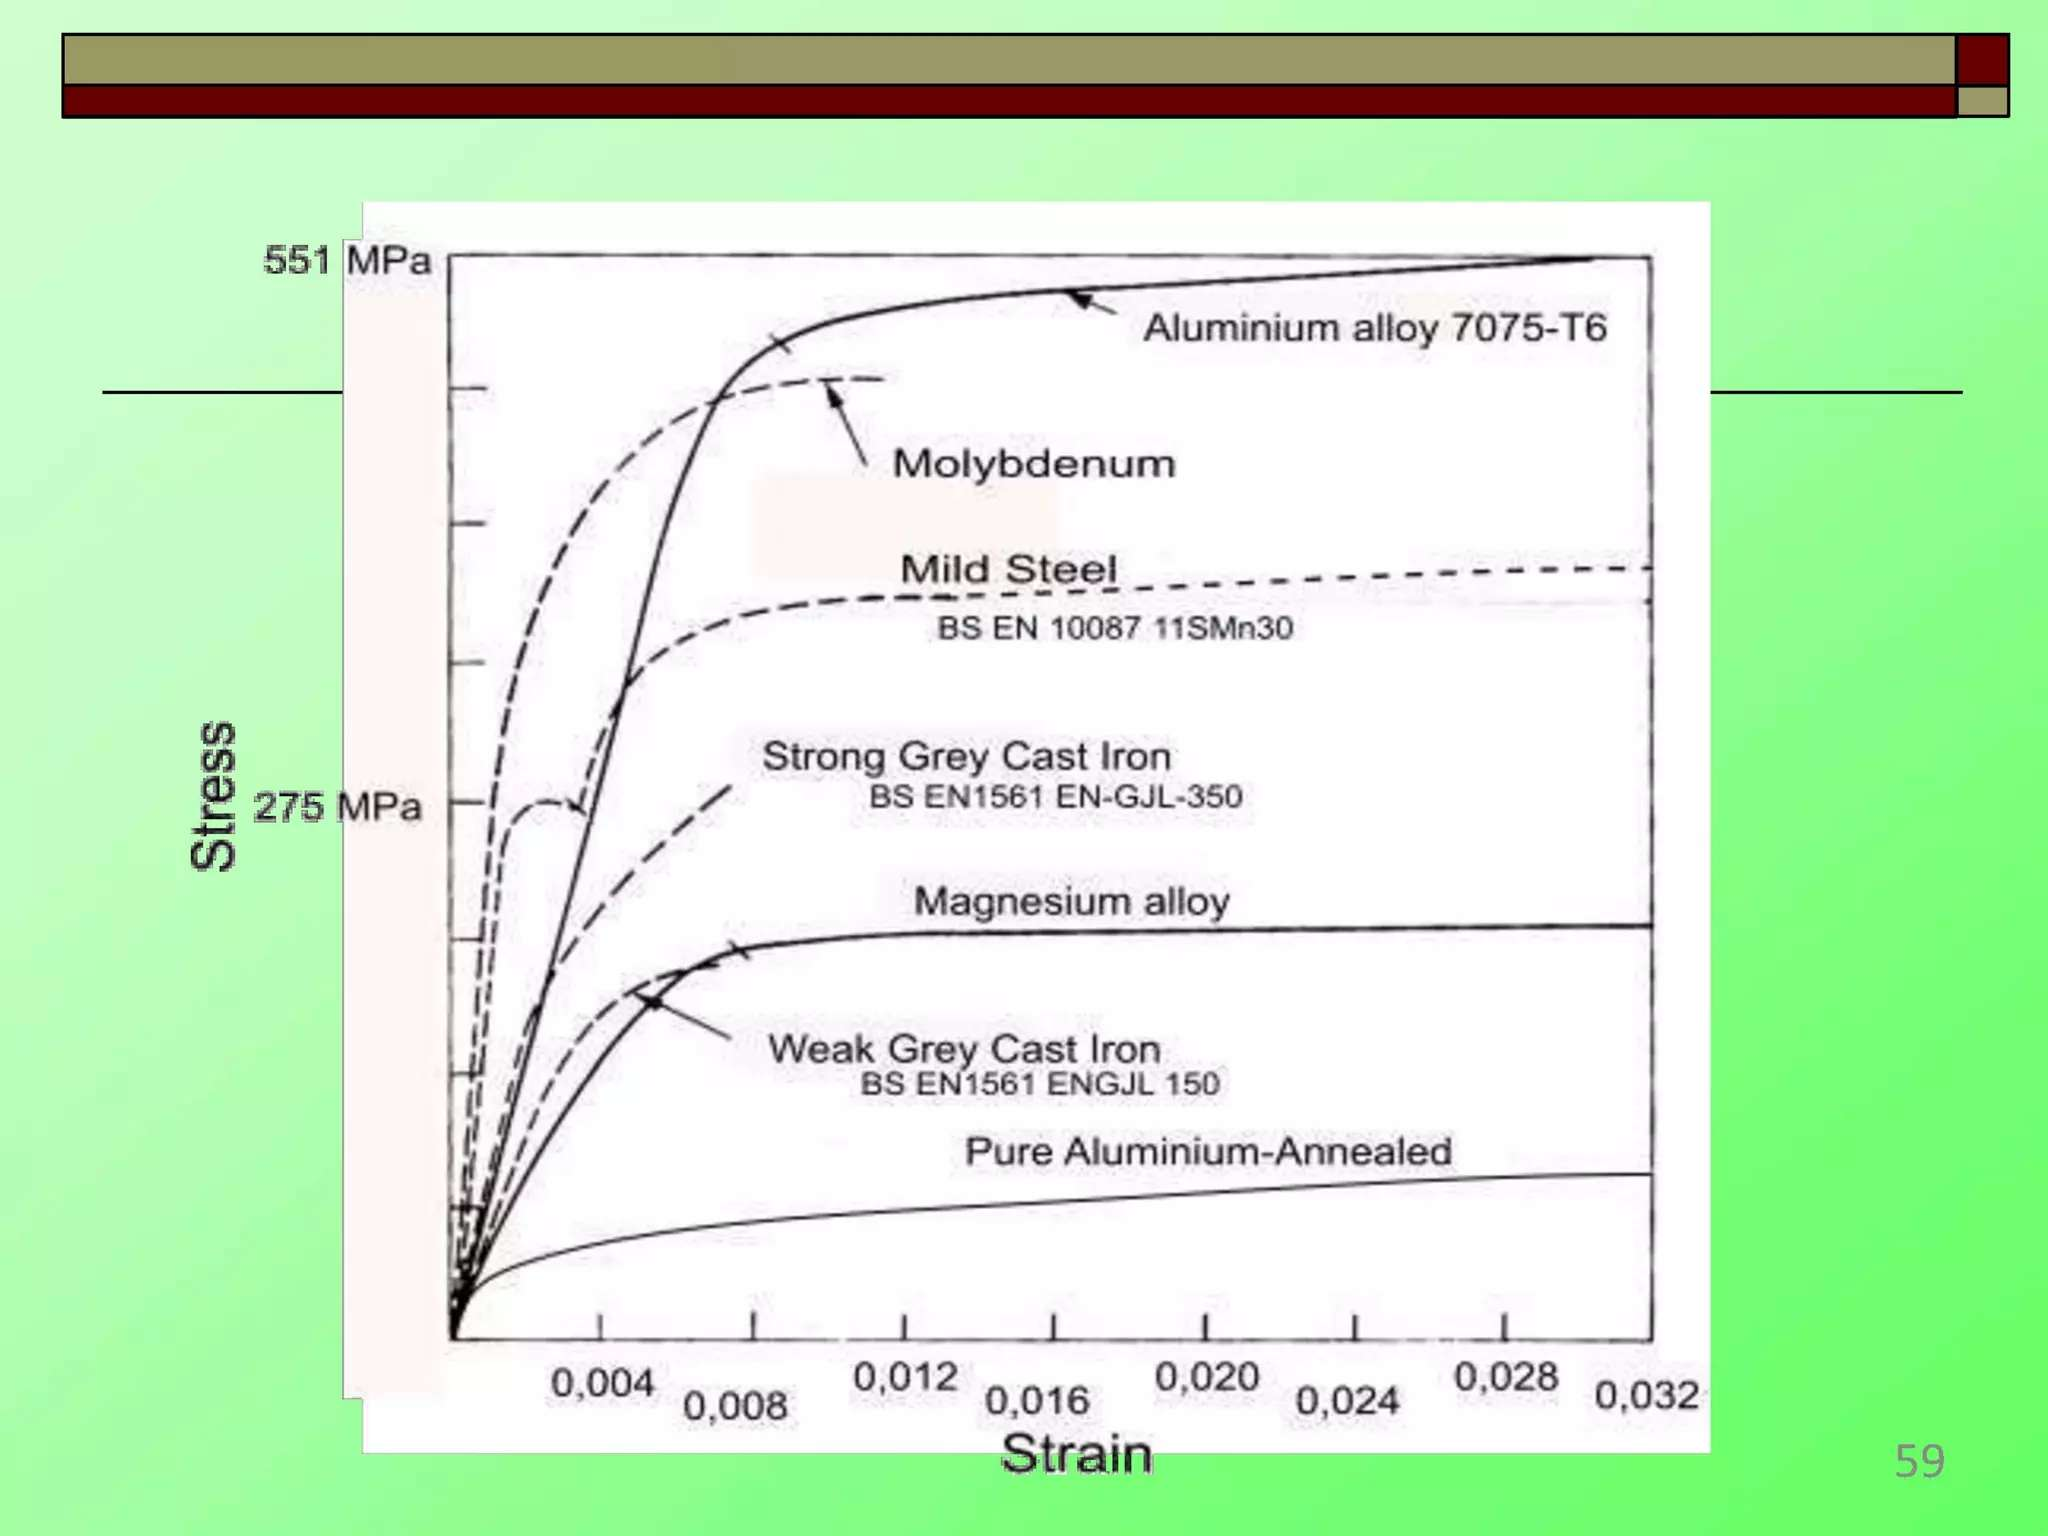 551 MPa
Aluminium alloy 7075-T6
Molybdenum
Mild Steel
BS EN 10087 11SMn30
Stress
275 MPa
Strong Grey Cast Iron
BS EN1561 EN-GJL-350
Magnesium alloy
Weak Grey Cast Iron
BS EN1561 ENGJL 150
Pure Aluminium-Annealed
0,004
0,008
0,012
0,016
0,020
0,024
0,028
0,032
Strain
59